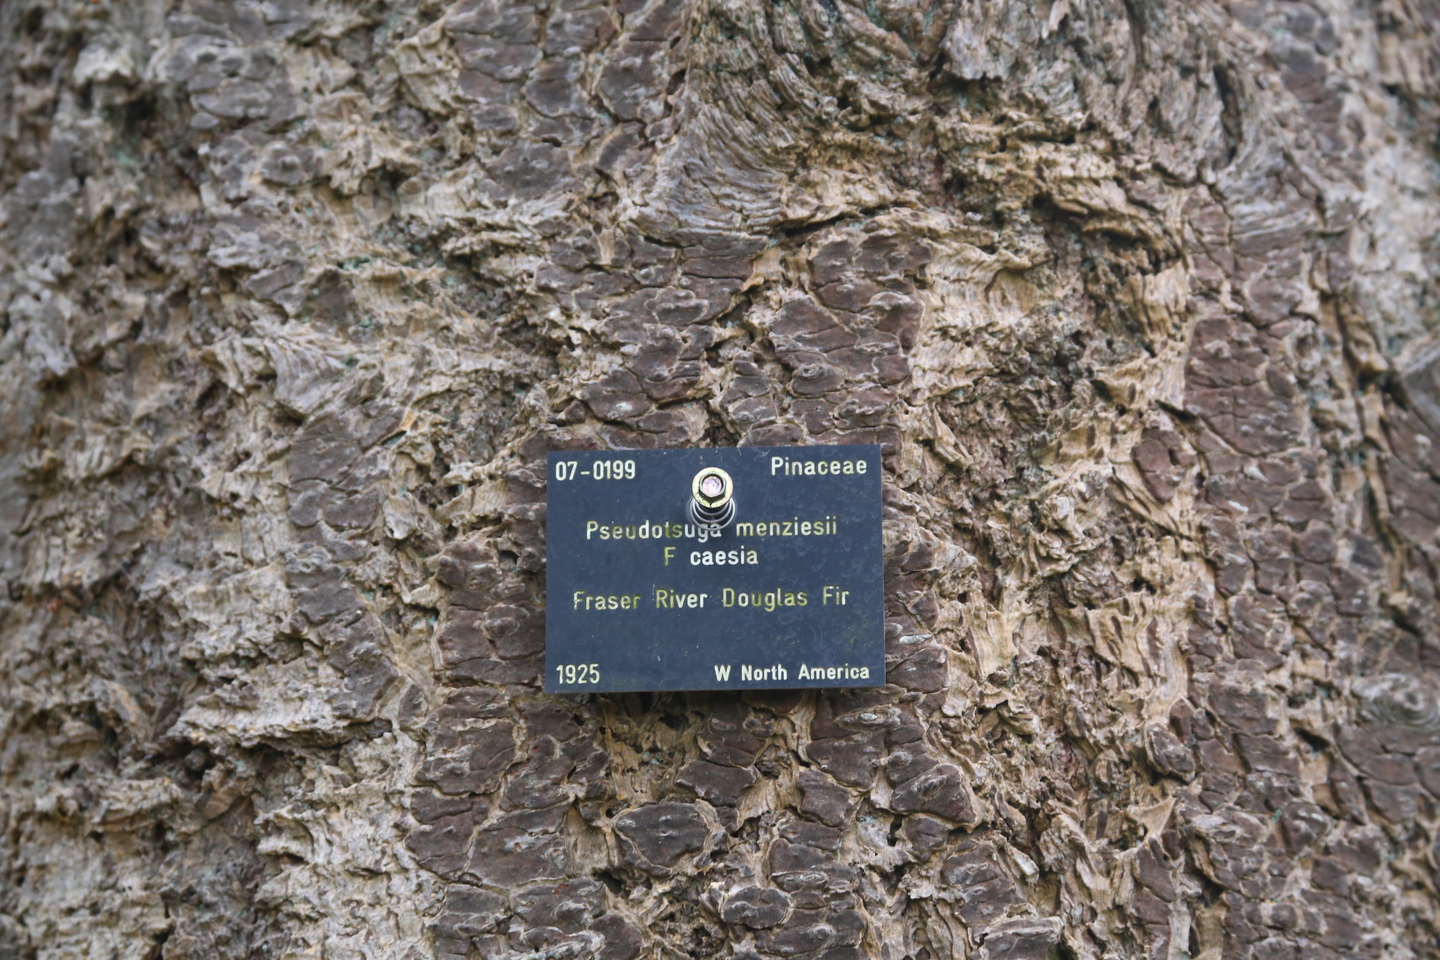 07-0199 Pinaceae
Pseudotsuga menziesii
F caesia
Fraser River Douglas Fir
1925 W North America